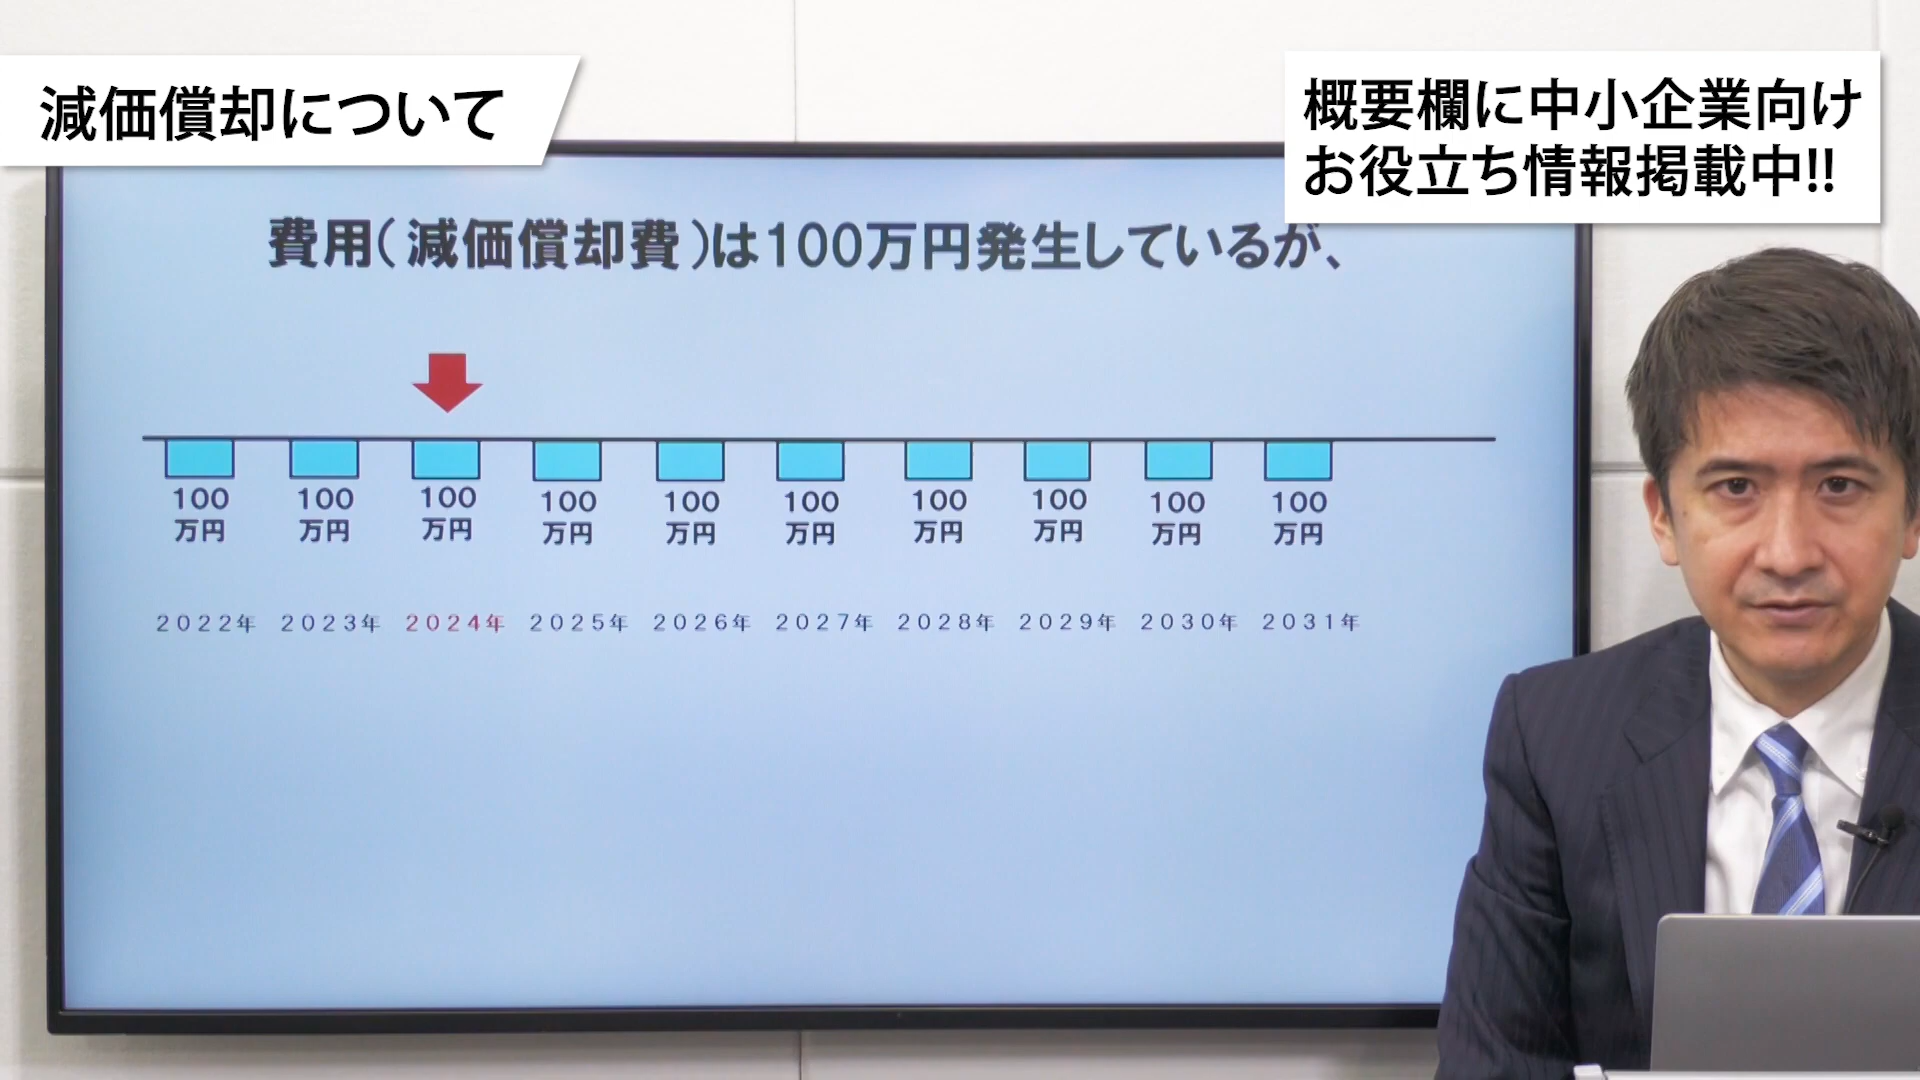 減価償却について
概要欄に中小企業向け
お役立ち情報掲載中!!
費用(減価償却費)は100万円発生しているが、
100 100 100 100 100 100 100 100 100 100
万円 万円 万円 万円 万円 万円 万円 万円 万円 万円
2022年 2023年 2024年 2025年 2026年 2027年 2028年 2029年 2030年 2031年